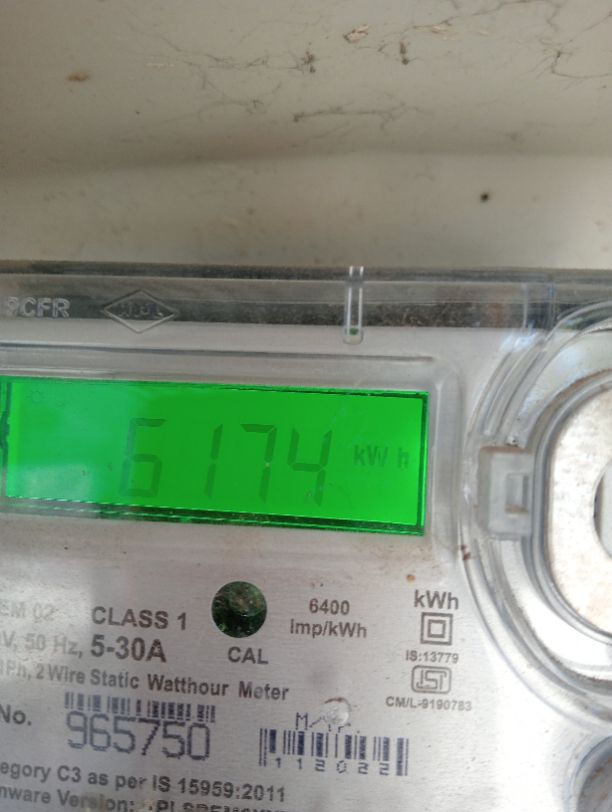 PCFR
6174 kWh
CLASS 1
V, 50 Hz, 5-30A
Ph, 2 Wire Static Watthour Meter
CAL
6400
Imp/kWh
kWh
IS:13779
CM/L-9190783
No.
965750
112022
egory C3 as per IS 15959:2011
mware Version: